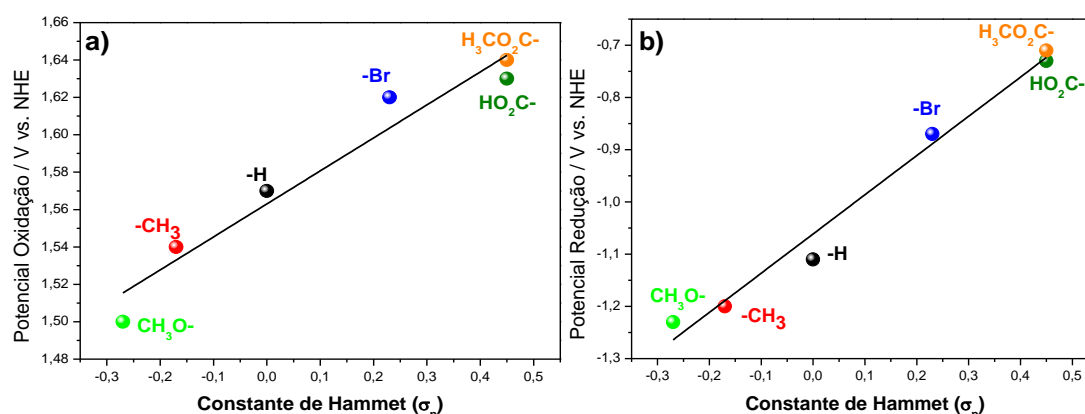 a)
Potencial Oxidação / V vs. NHE
1,66
1,64
1,62
1,60
1,58
1,56
1,54
1,52
1,50
1,48
H₃CO₂C-
-Br
HO₂C-
-H
-CH₃
CH₃O-
-0,3 -0,2 -0,1 0,0 0,1 0,2 0,3 0,4 0,5
Constante de Hammet (σₚ)
b)
Potencial Redução / V vs. NHE
-0,7
-0,8
-0,9
-1,0
-1,1
-1,2
-1,3
H₃CO₂C-
HO₂C-
-Br
-H
CH₃O-
-CH₃
-0,3 -0,2 -0,1 0,0 0,1 0,2 0,3 0,4 0,5
Constante de Hammet (σₚ)